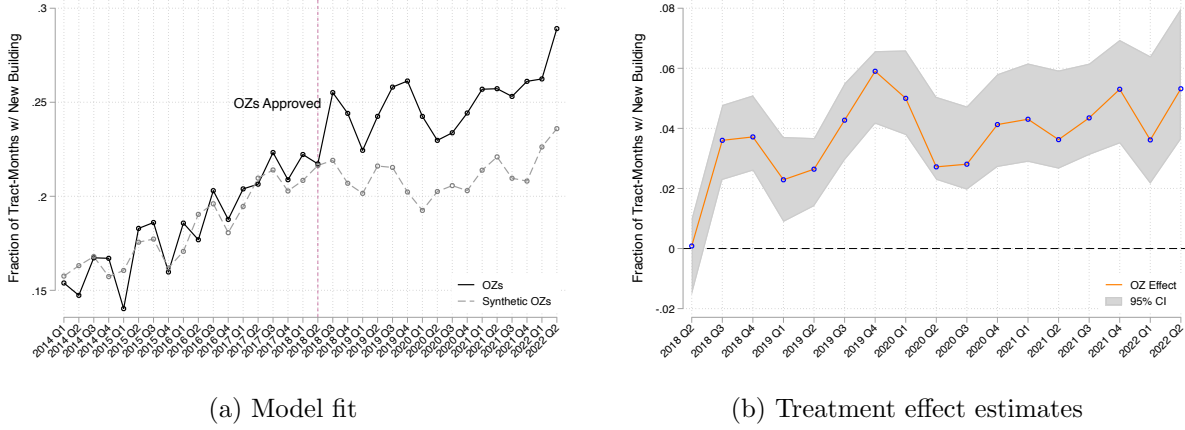 Fraction of Tract-Months w/ New Building
.3
.25
.2
.15
OZs Approved
OZs
Synthetic OZs
2014 Q1
2014 Q2
2014 Q3
2014 Q4
2015 Q1
2015 Q2
2015 Q3
2015 Q4
2016 Q1
2016 Q2
2016 Q3
2016 Q4
2017 Q1
2017 Q2
2017 Q3
2017 Q4
2018 Q1
2018 Q2
2018 Q3
2018 Q4
2019 Q1
2019 Q2
2019 Q3
2019 Q4
2020 Q1
2020 Q2
2020 Q3
2020 Q4
2021 Q1
2021 Q2
2021 Q3
2021 Q4
2022 Q1
2022 Q2
(a) Model fit
Fraction of Tract-Months w/ New Building
.08
.06
.04
.02
0
-.02
OZ Effect
95% CI
2018 Q2
2018 Q3
2018 Q4
2019 Q1
2019 Q2
2019 Q3
2019 Q4
2020 Q1
2020 Q2
2020 Q3
2020 Q4
2021 Q1
2021 Q2
2021 Q3
2021 Q4
2022 Q1
2022 Q2
(b) Treatment effect estimates